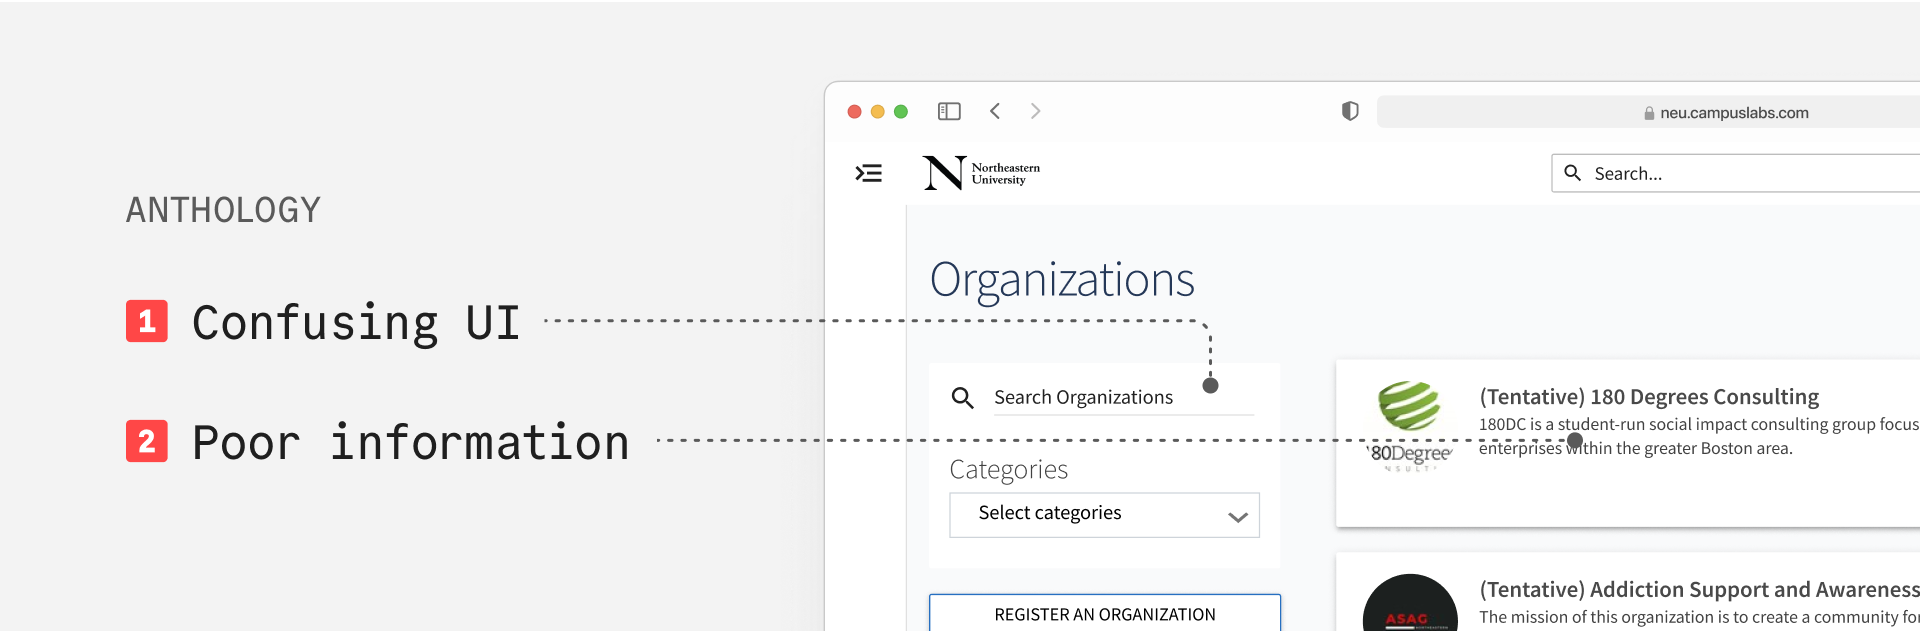 ANTHOLOGY
1 Confusing UI
2 Poor information
neu.campuslabs.com
N Northeastern
University
Search...
Organizations
Search Organizations
Categories
Select categories
REGISTER AN ORGANIZATION
(Tentative) 180 Degrees Consulting
180DC is a student-run social impact consulting group focus
enterprises within the greater Boston area.
80Degree
(Tentative) Addiction Support and Awareness
The mission of this organization is to create a community for
ASAG
NORTHEASTERN